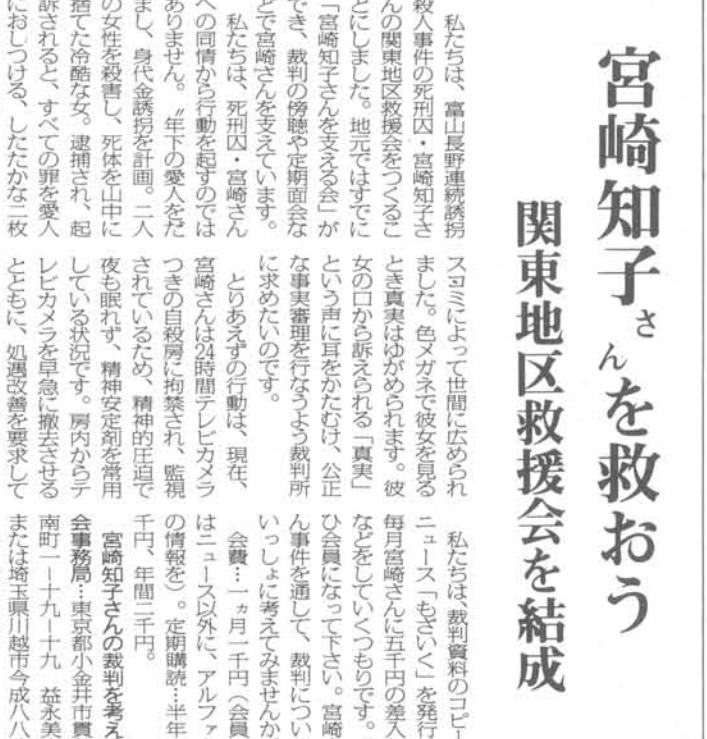 宮崎知子さんを救おう
関東地区救援会を結成
私たちは、富山長野連続誘拐
殺人事件の死刑囚・宮崎知子さ
んの関東地区救援会をつくるこ
とにしました。地元ではすでに
「宮崎知子さんを支える会」が
でき、裁判の傍聴や定期面会な
どで宮崎さんを支えています。
私たちは、死刑囚・宮崎さん
への同情から行動を起すのでは
ありません。〝年下の愛人をだ
まし、身代金誘拐を計画。二人
の女性を殺害し、死体を山中に
捨てた冷酷な女。逮捕され、起
訴されると、すべての罪を愛人
におしつける、したたかな二枚
スコミによって世間に広められ
ました。色メガネで彼女を見る
とき真実はゆがめられます。彼
女の口から訴えられる「真実」
という声に耳をかたむけ、公正
な事実審理を行なうよう裁判所
に求めたいのです。
とりあえずの行動は、現在、
宮崎さんは24時間テレビカメラ
つきの自殺房に拘禁され、監視
されているため、精神的圧迫で
夜も眠れず、精神安定剤を常用
している状況です。房内からテ
レビカメラを早急に撤去させる
とともに、処遇改善を要求して
私たちは、裁判資料のコピー
ニュース「もざいく」を発行
毎月宮崎さんに五千円の差入
などをしていくつもりです。
ひ会員になって下さい。宮崎
ん事件を通して、裁判につい
いっしょに考えてみませんか
会費…一ヵ月一千円（会員
はニュース以外に、アルファ
の情報を）。定期購読…半年
千円、年間二千円。
宮崎知子さんの裁判を考え
会事務局…東京都小金井市貫
南町一ー十九ー十九 益永美
または埼玉県川越市今成八八